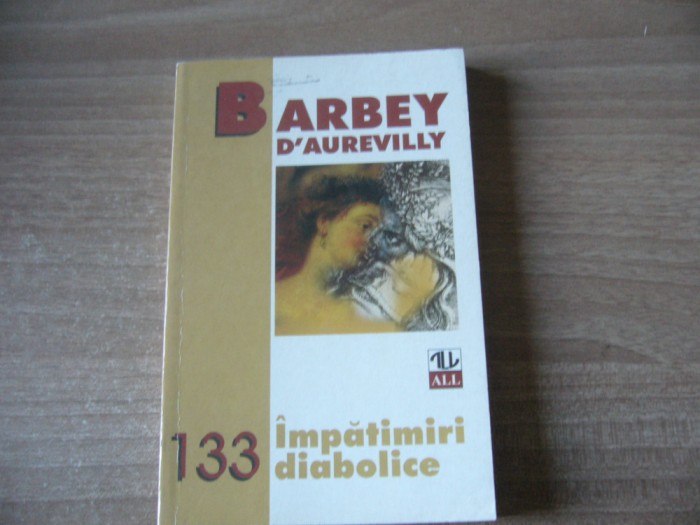 BARBEY
D'AUREVILLY
ALL
133
Împătimiri
diabolice